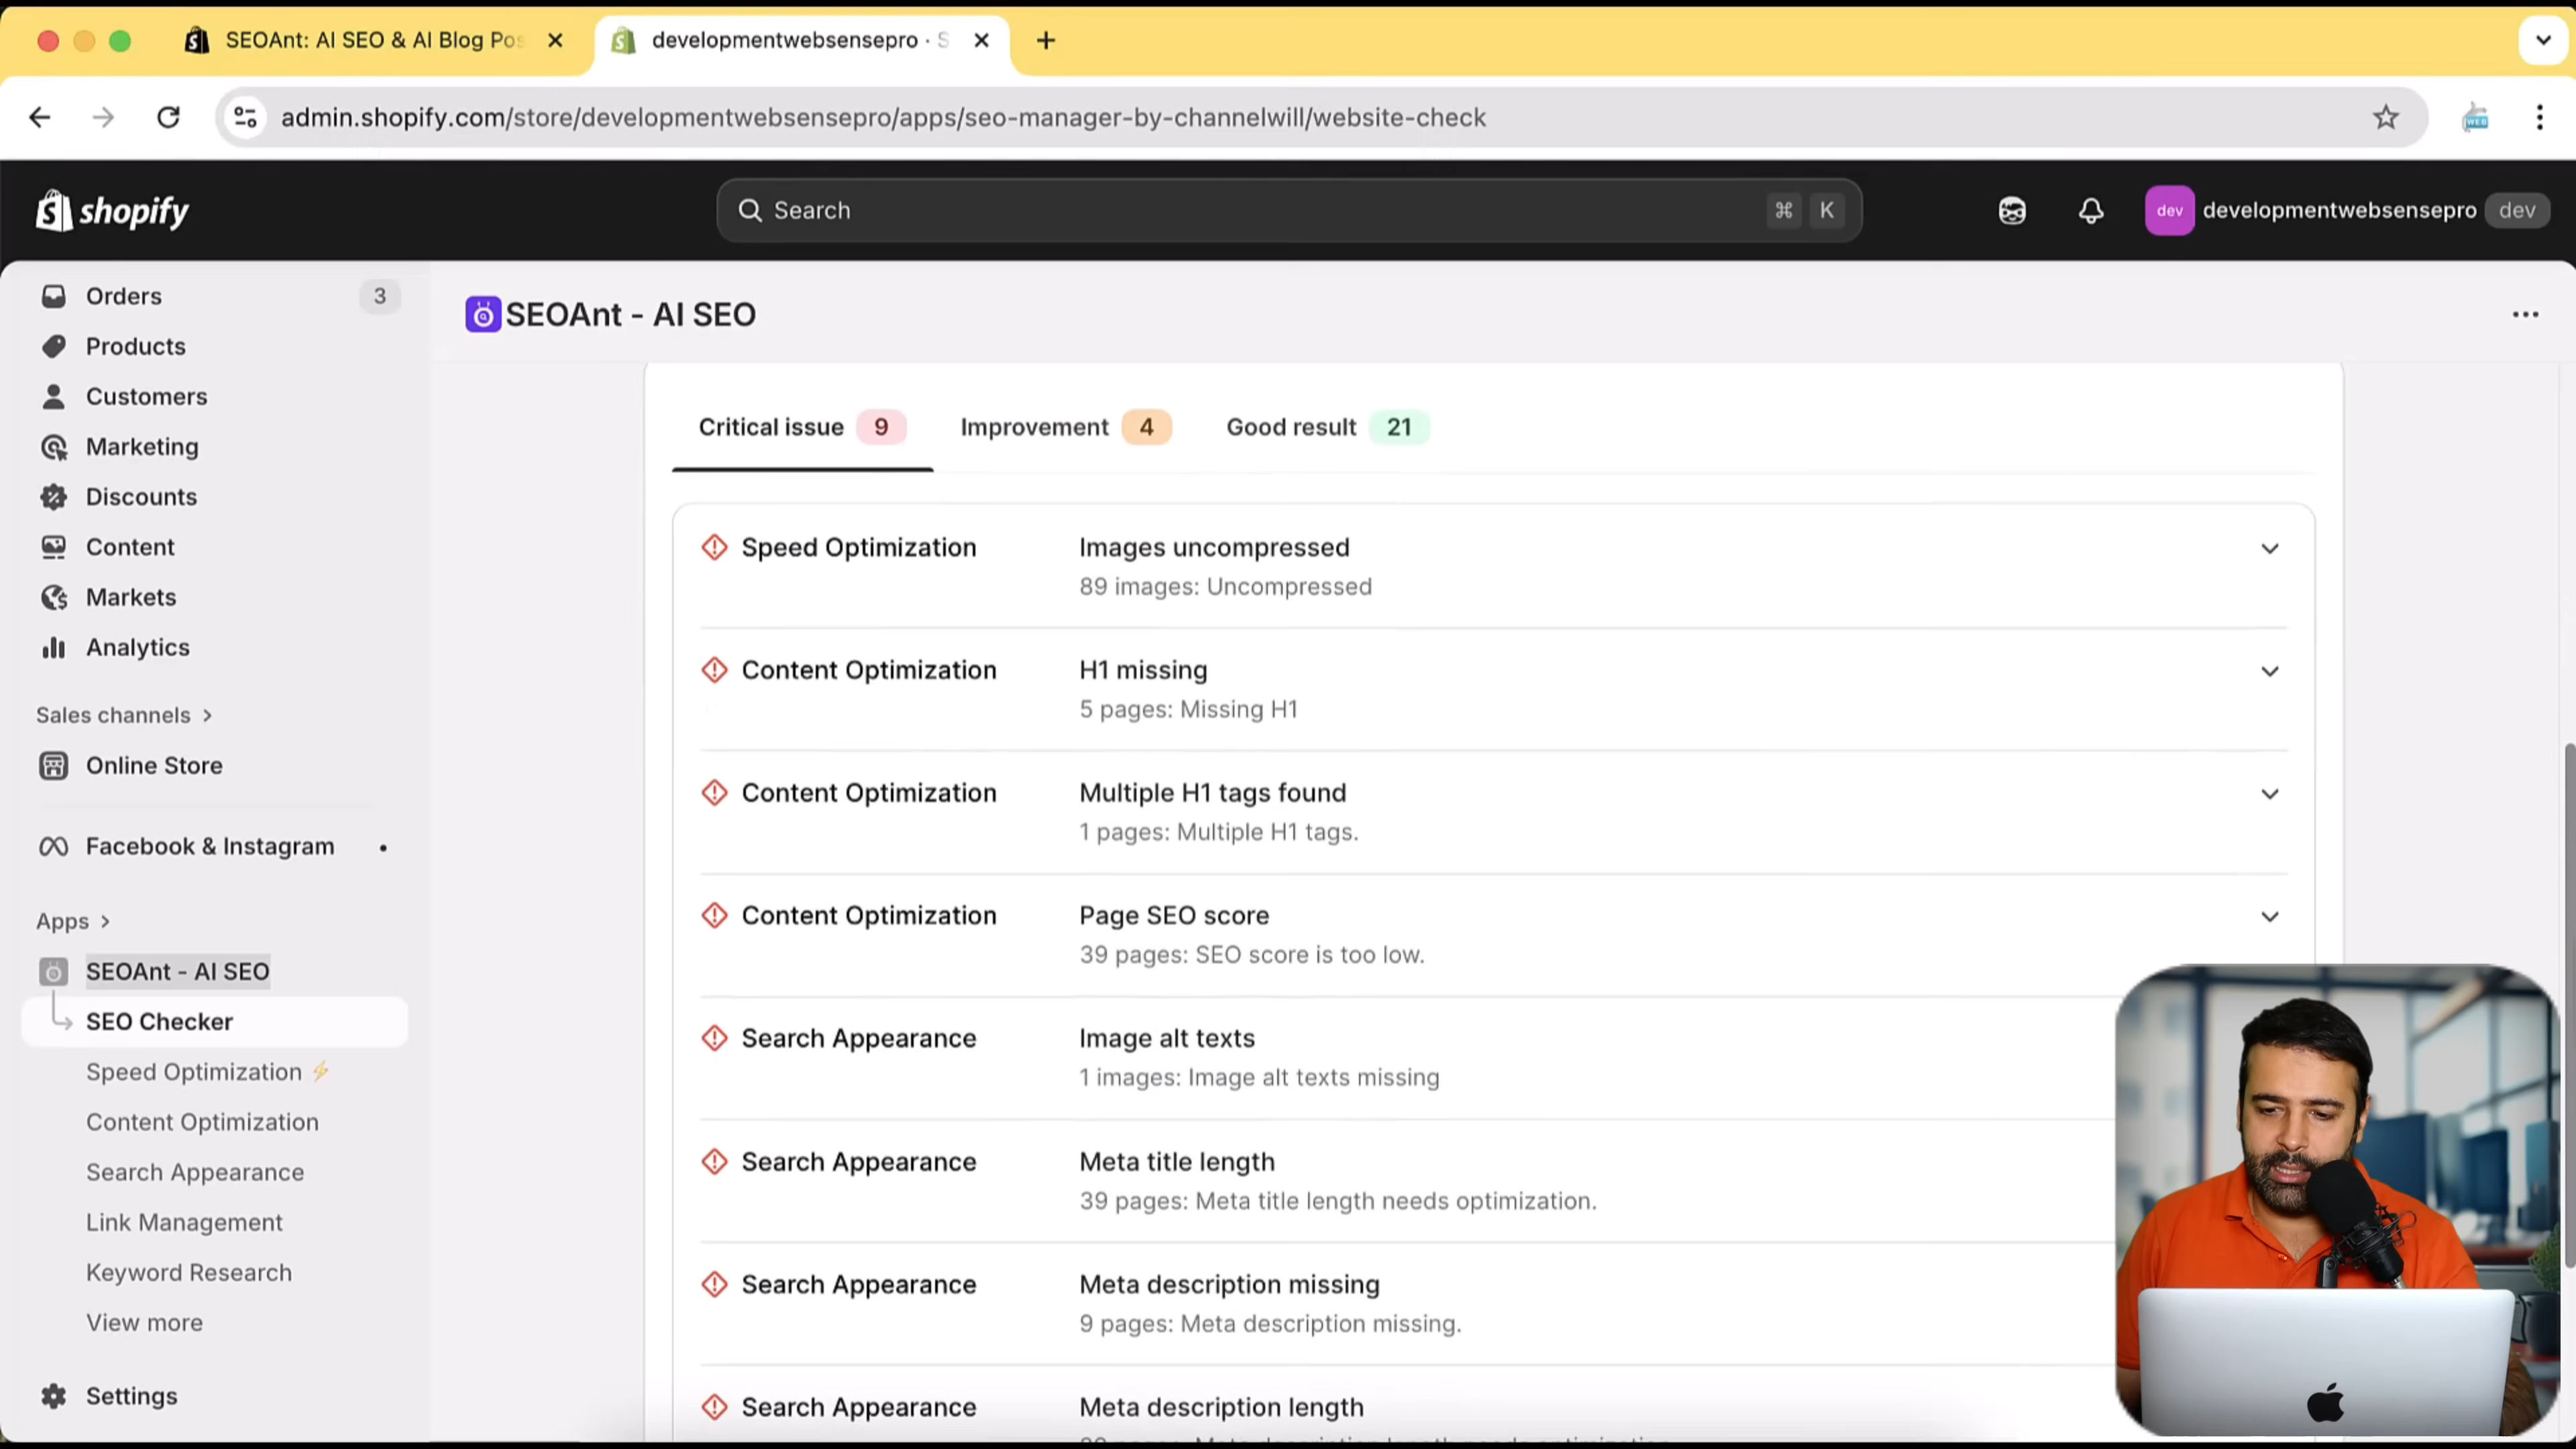 SEOAnt: AI SEO & AI Blog Pos
developmentwebsensepro · S
admin.shopify.com/store/developmentwebsensepro/apps/seo-manager-by-channelwill/website-check
WEB
shopify
Search
⌘ K
dev
developmentwebsensepro
dev
Orders
3
Products
Customers
Marketing
Discounts
Content
Markets
Analytics
Sales channels
Online Store
Facebook & Instagram
Apps
SEOAnt - AI SEO
SEO Checker
Speed Optimization
Content Optimization
Search Appearance
Link Management
Keyword Research
View more
Settings
SEOAnt - AI SEO
Critical issue 9
Improvement 4
Good result 21
Speed Optimization
Images uncompressed
89 images: Uncompressed
Content Optimization
H1 missing
5 pages: Missing H1
Content Optimization
Multiple H1 tags found
1 pages: Multiple H1 tags.
Content Optimization
Page SEO score
39 pages: SEO score is too low.
Search Appearance
Image alt texts
1 images: Image alt texts missing
Search Appearance
Meta title length
39 pages: Meta title length needs optimization.
Search Appearance
Meta description missing
9 pages: Meta description missing.
Search Appearance
Meta description length